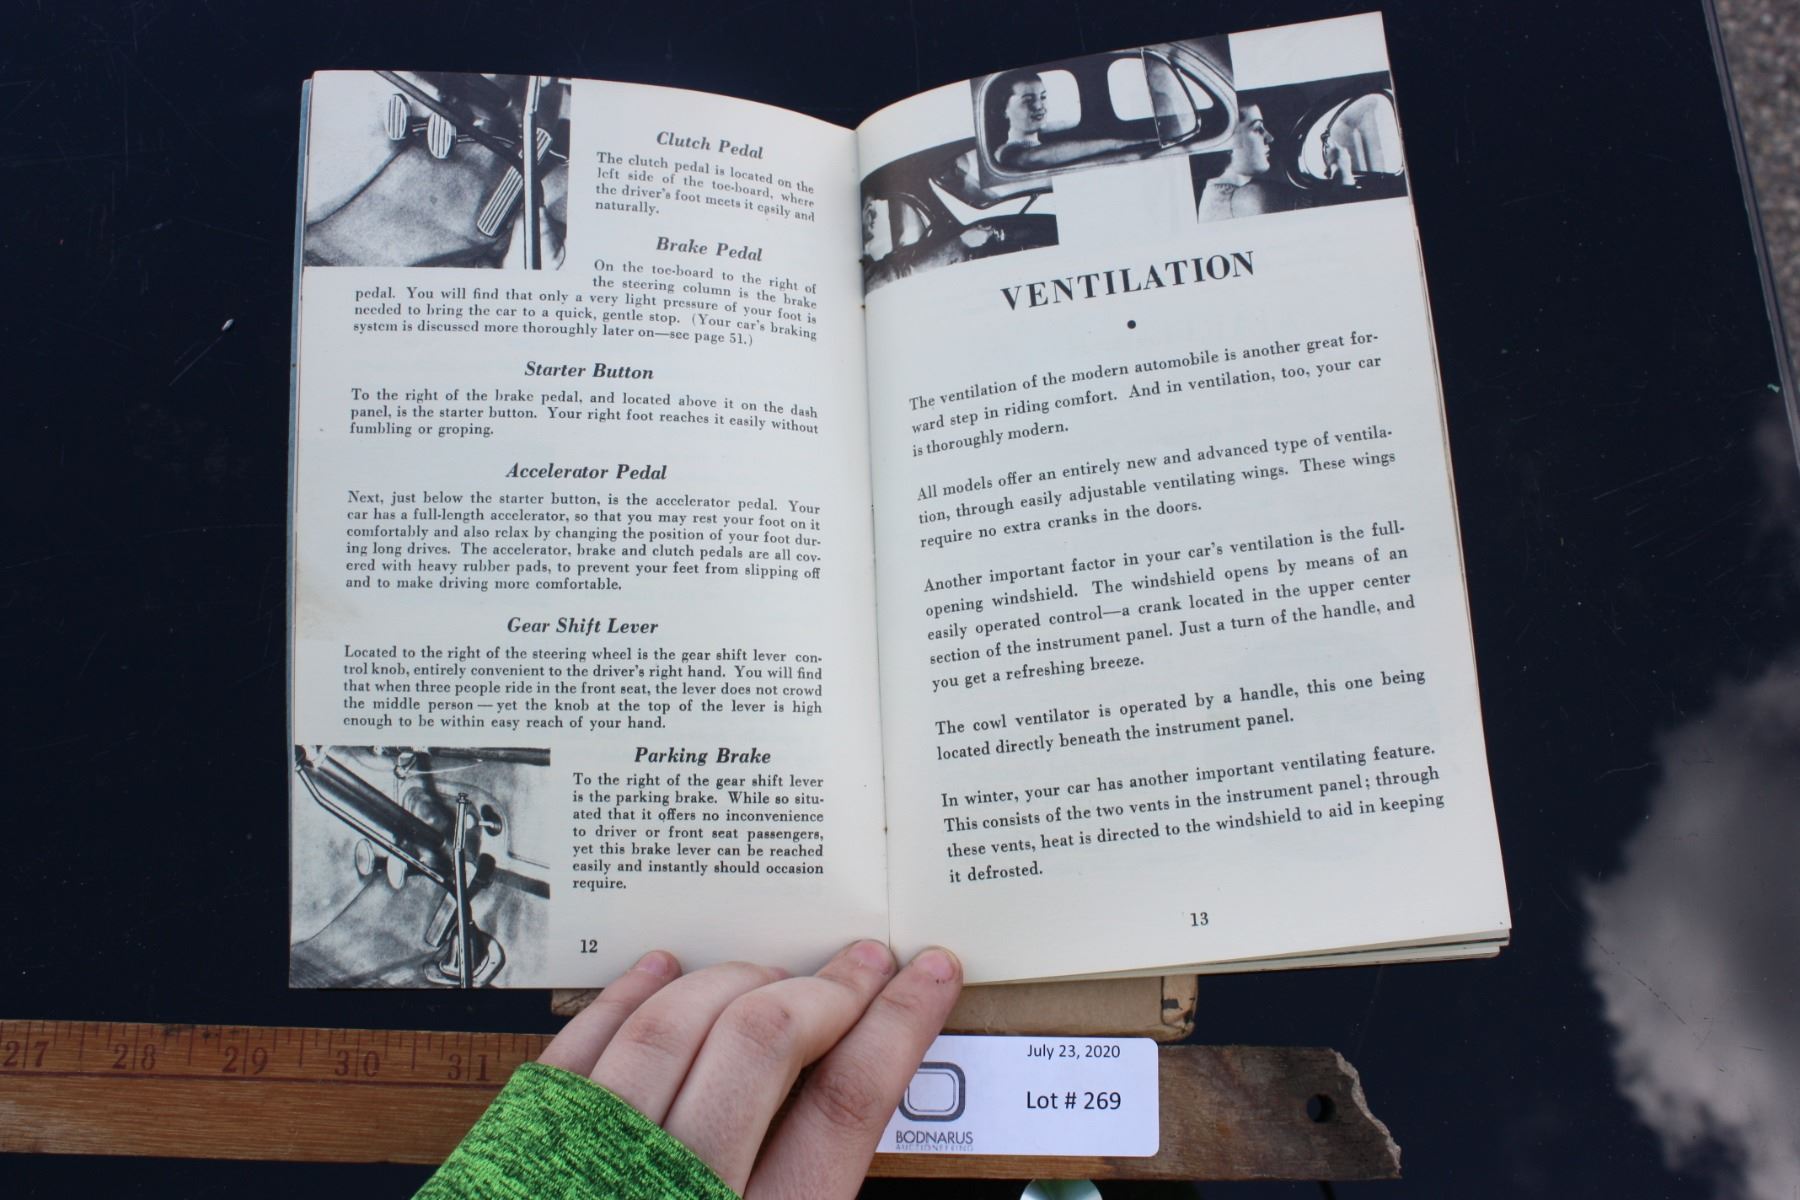 Clutch Pedal
The clutch pedal is located on the
left side of the toe-board, where
the driver's foot meets it easily and
naturally.
Brake Pedal
On the toe-board to the right of
the steering column is the brake
pedal. You will find that only a very light pressure of your foot is
needed to bring the car to a quick, gentle stop. (Your car's braking
system is discussed more thoroughly later on—see page 51.)
Starter Button
To the right of the brake pedal, and located above it on the dash
panel, is the starter button. Your right foot reaches it easily without
fumbling or groping.
Accelerator Pedal
Next, just below the starter button, is the accelerator pedal. Your
car has a full-length accelerator, so that you may rest your foot on it
comfortably and also relax by changing the position of your foot dur-
ing long drives. The accelerator, brake and clutch pedals are all cov-
ered with heavy rubber pads, to prevent your feet from slipping off
and to make driving more comfortable.
Gear Shift Lever
Located to the right of the steering wheel is the gear shift lever con-
trol knob, entirely convenient to the driver's right hand. You will find
that when three people ride in the front seat, the lever does not crowd
the middle person — yet the knob at the top of the lever is high
enough to be within easy reach of your hand.
Parking Brake
To the right of the gear shift lever
is the parking brake. While so situ-
ated that it offers no inconvenience
to driver or front seat passengers,
yet this brake lever can be reached
easily and instantly should occasion
require.
12
VENTILATION
The ventilation of the modern automobile is another great for-
ward step in riding comfort. And in ventilation, too, your car
is thoroughly modern.
All models offer an entirely new and advanced type of ventila-
tion, through easily adjustable ventilating wings. These wings
require no extra cranks in the doors.
Another important factor in your car's ventilation is the full-
opening windshield. The windshield opens by means of an
easily operated control—a crank located in the upper center
section of the instrument panel. Just a turn of the handle, and
you get a refreshing breeze.
The cowl ventilator is operated by a handle, this one being
located directly beneath the instrument panel.
In winter, your car has another important ventilating feature.
This consists of the two vents in the instrument panel; through
these vents, heat is directed to the windshield to aid in keeping
it defrosted.
13
27 28 29 30 31
July 23, 2020
Lot # 269
BODNARUS
AUCTIONEERING